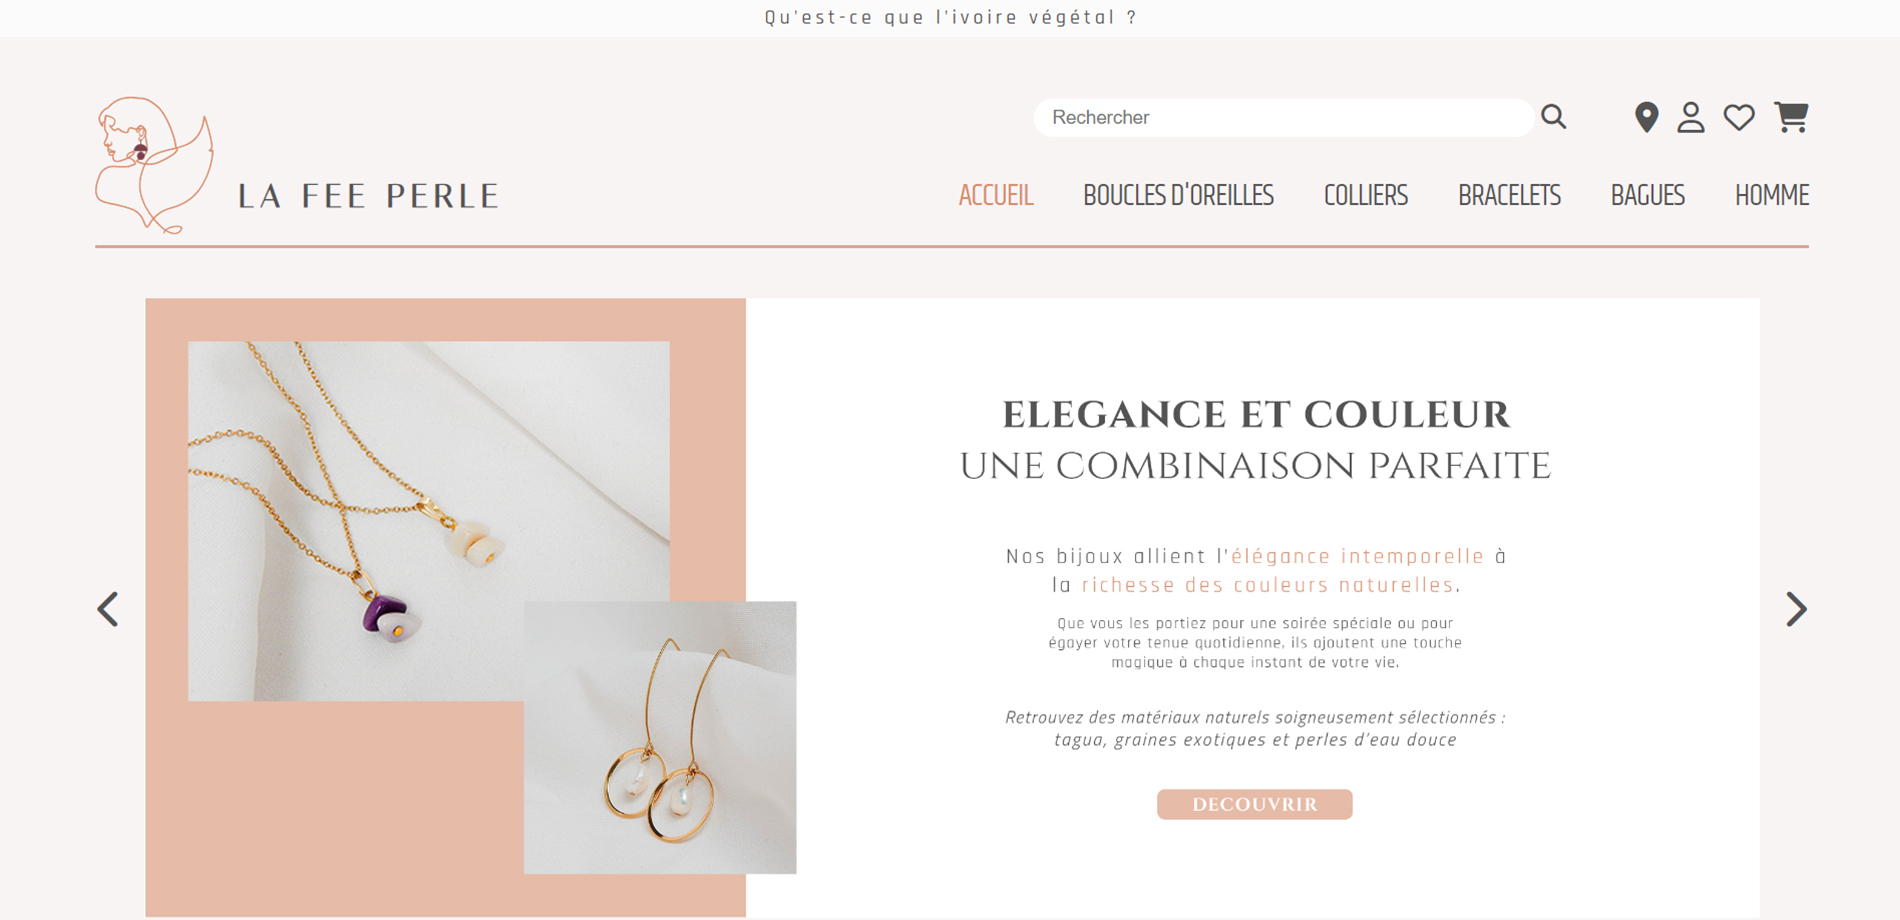 Qu'est-ce que l'ivoire végétal ?
Rechercher
LA FEE PERLE
ACCUEIL BOUCLES D'OREILLES COLLIERS BRACELETS BAGUES HOMME
ELEGANCE ET COULEUR
UNE COMBINAISON PARFAITE
Nos bijoux allient l'élégance intemporelle à
la richesse des couleurs naturelles.
Que vous les portiez pour une soirée spéciale ou pour
égayer votre tenue quotidienne, ils ajoutent une touche
magique à chaque instant de votre vie.
Retrouvez des matériaux naturels soigneusement sélectionnés :
tagua, graines exotiques et perles d'eau douce
DECOUVRIR